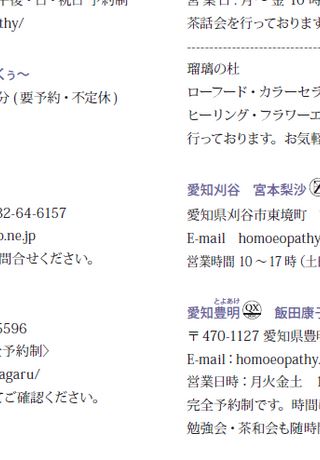 午後・日・祝日 予約制
thy/
くぅ〜
分 ( 要予約・不定休 )
32-64-6157
o.ne.jp
問合せください。
5596
全予約制〉
agaru/
てご確認ください。
営業日 : 月 〜 金 10 時
茶話会を行っております
瑠璃の杜
ローフード・カラーセラ
ヒーリング・フラワーエ
行っております。お気軽
愛知刈谷 宮本梨沙
愛知県刈谷市東境町
E-mail homoeopathy
営業時間 10 〜 17 時 (土
とよあけ
愛知豊明 QX 飯田康子
〒 470-1127 愛知県豊明
E-mail : homoeopathy.
営業日時 : 月火金土 1
完全予約制です。時間
勉強会・茶和会も随時